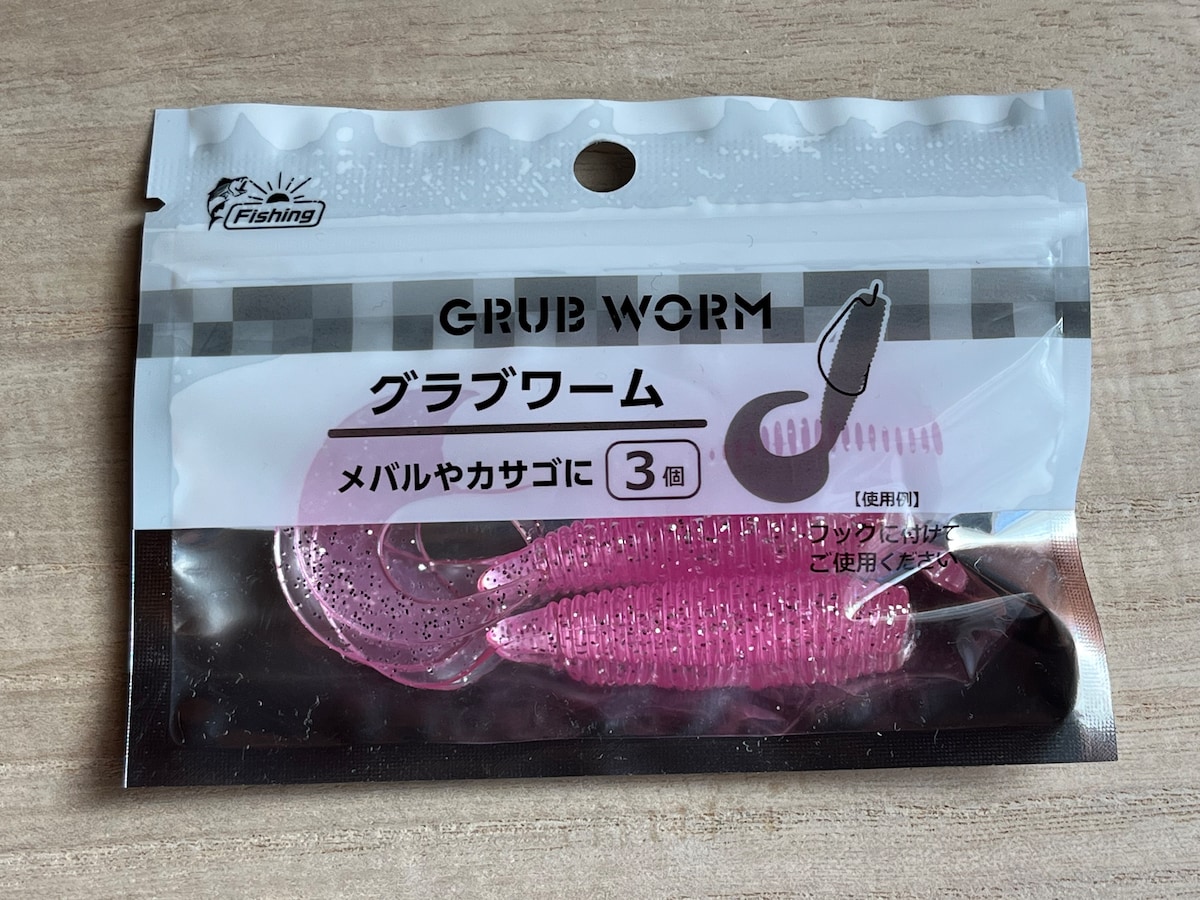 Fishing
GRUB WORM
グラブワーム
メバルやカサゴに 3個
【使用例】
フックに付けて
ご使用ください